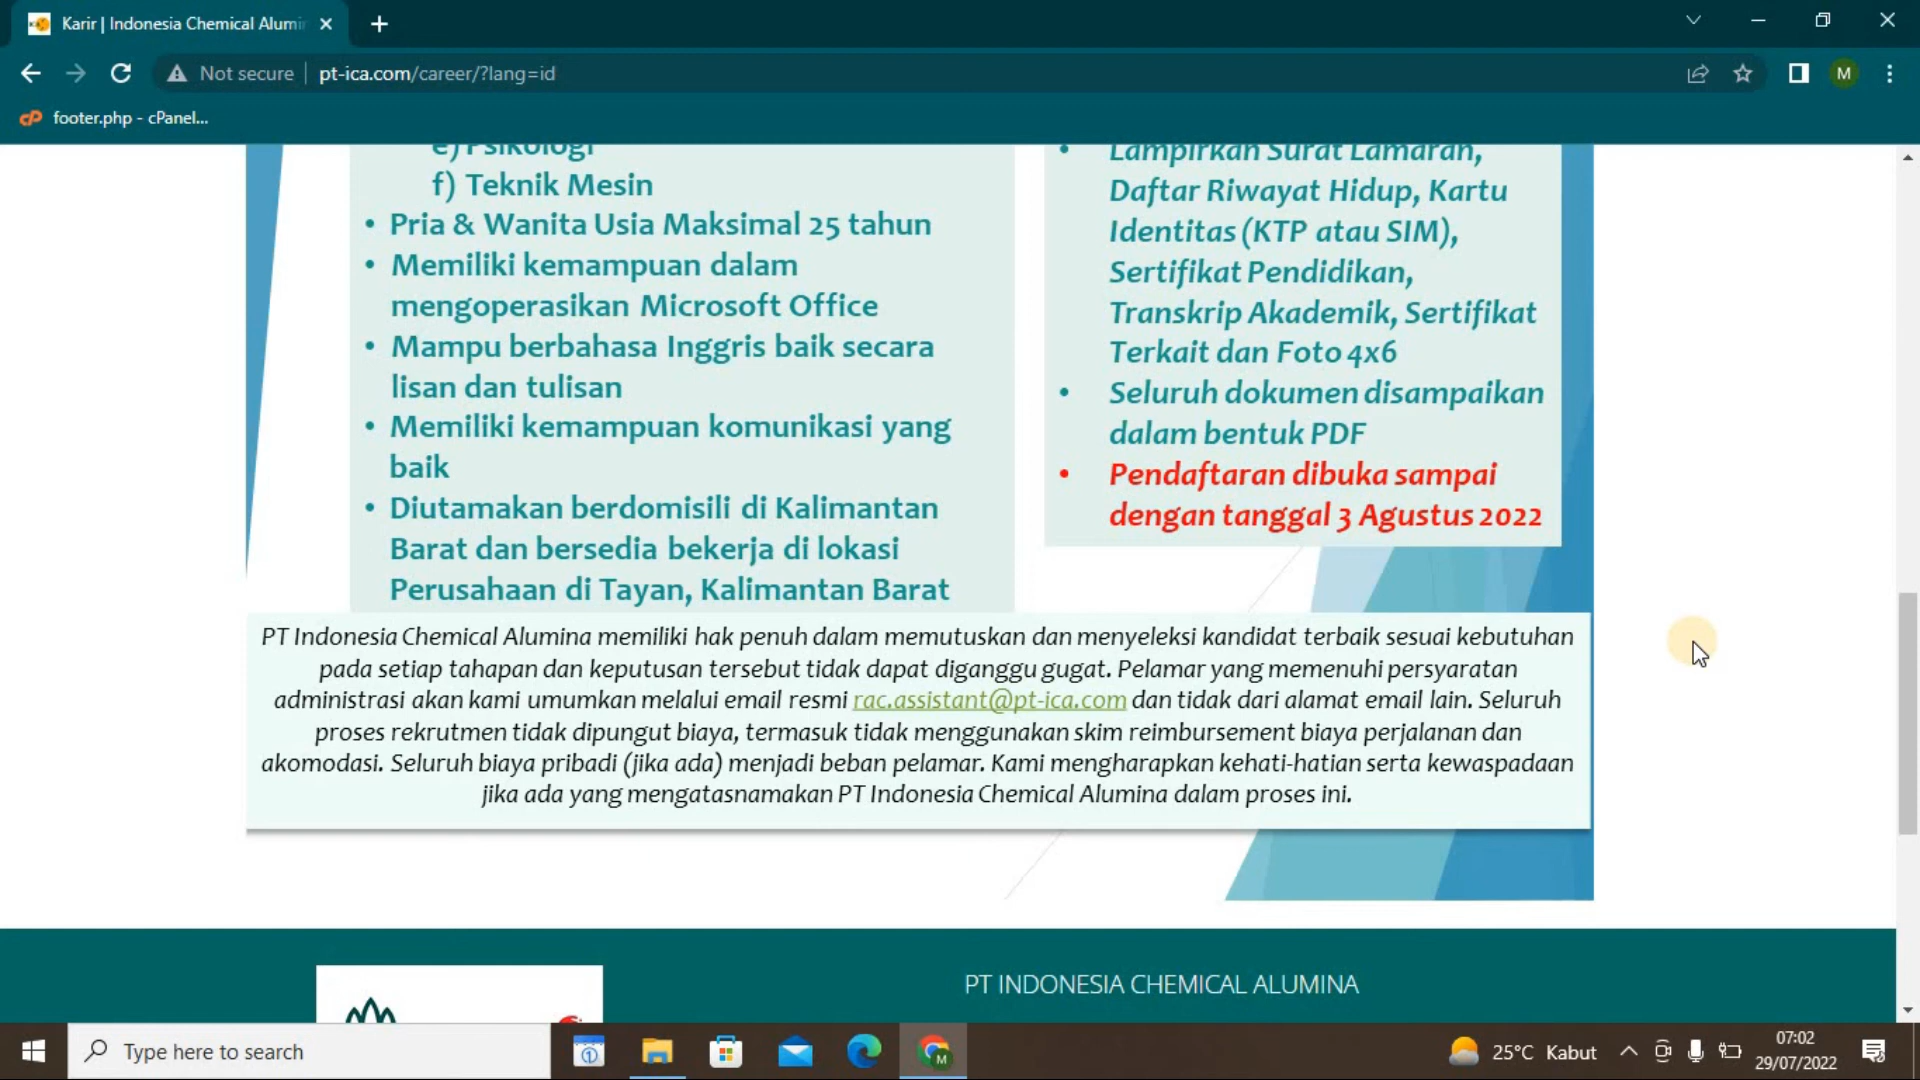 Karir | Indonesia Chemical Alumi
Not secure
pt-ica.com/career/?lang=id
M
footer.php - cPanel...
e) Psikologi
f) Teknik Mesin
• Pria & Wanita Usia Maksimal 25 tahun
• Memiliki kemampuan dalam
mengoperasikan Microsoft Office
• Mampu berbahasa Inggris baik secara
lisan dan tulisan
• Memiliki kemampuan komunikasi yang
baik
• Diutamakan berdomisili di Kalimantan
Barat dan bersedia bekerja di lokasi
Perusahaan di Tayan, Kalimantan Barat
• Lampirkan Surat Lamaran,
Daftar Riwayat Hidup, Kartu
Identitas (KTP atau SIM),
Sertifikat Pendidikan,
Transkrip Akademik, Sertifikat
Terkait dan Foto 4x6
• Seluruh dokumen disampaikan
dalam bentuk PDF
• Pendaftaran dibuka sampai
dengan tanggal 3 Agustus 2022
PT Indonesia Chemical Alumina memiliki hak penuh dalam memutuskan dan menyeleksi kandidat terbaik sesuai kebutuhan
pada setiap tahapan dan keputusan tersebut tidak dapat diganggu gugat. Pelamar yang memenuhi persyaratan
administrasi akan kami umumkan melalui email resmi rac.assistant@pt-ica.com dan tidak dari alamat email lain. Seluruh
proses rekrutmen tidak dipungut biaya, termasuk tidak menggunakan skim reimbursement biaya perjalanan dan
akomodasi. Seluruh biaya pribadi (jika ada) menjadi beban pelamar. Kami mengharapkan kehati-hatian serta kewaspadaan
jika ada yang mengatasnamakan PT Indonesia Chemical Alumina dalam proses ini.
PT INDONESIA CHEMICAL ALUMINA
Type here to search
25°C Kabut
07:02
29/07/2022